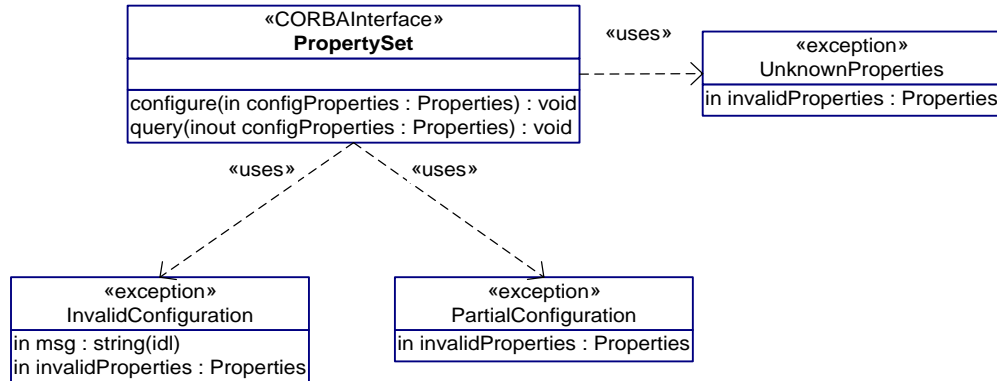 «CORBAInterface»
PropertySet
configure(in configProperties : Properties) : void
query(inout configProperties : Properties) : void
«uses»
«exception»
UnknownProperties
in invalidProperties : Properties
«uses»
«uses»
«exception»
InvalidConfiguration
in msg : string(idl)
in invalidProperties : Properties
«exception»
PartialConfiguration
in invalidProperties : Properties